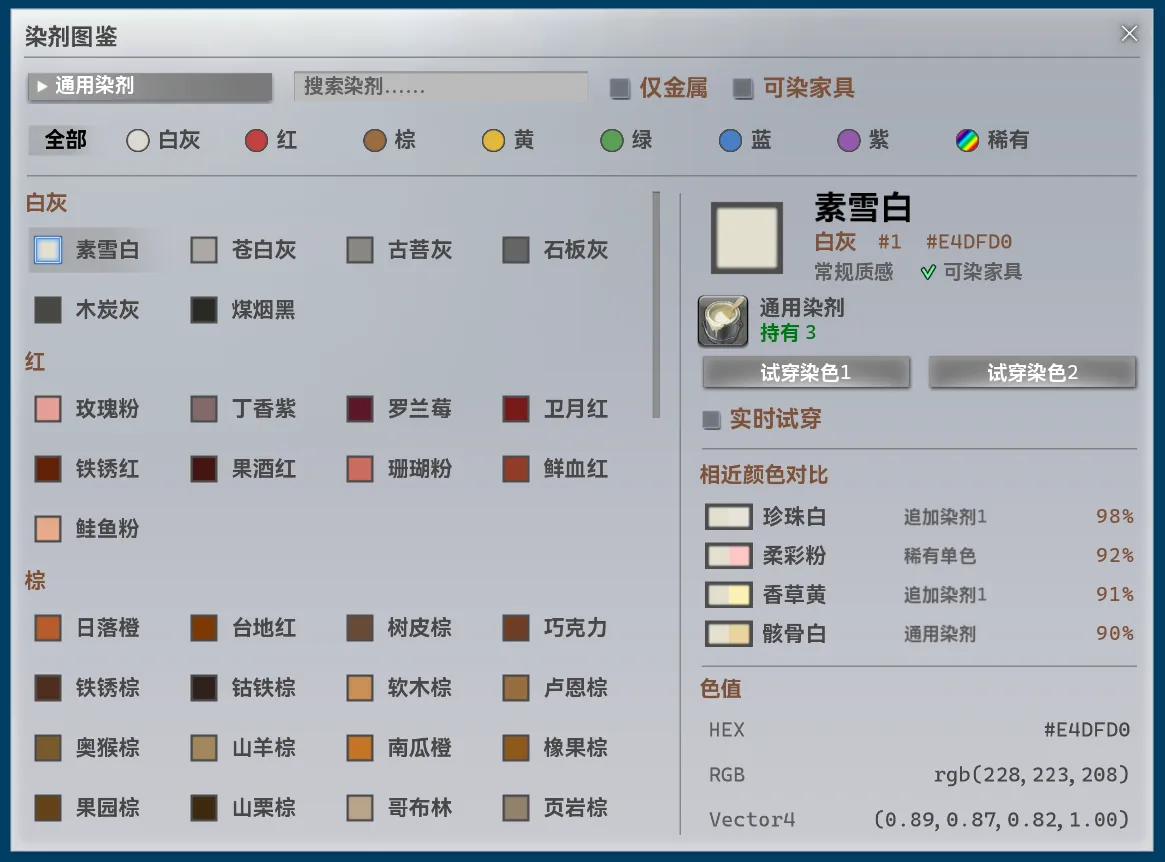 染剂图鉴
通用染剂
搜索染剂......
仅金属
可染家具
全部 白灰 红 棕 黄 绿 蓝 紫 稀有
白灰
素雪白 苍白灰 古菩灰 石板灰
木炭灰 煤烟黑
红
玫瑰粉 丁香紫 罗兰莓 卫月红
铁锈红 果酒红 珊瑚粉 鲜血红
鲑鱼粉
棕
日落橙 台地红 树皮棕 巧克力
铁锈棕 钴铁棕 软木棕 卢恩棕
奥猴棕 山羊棕 南瓜橙 橡果棕
果园棕 山栗棕 哥布林 页岩棕
素雪白
白灰 #1 #E4DFD0
常规质感 可染家具
通用染剂
持有 3
试穿染色1 试穿染色2
实时试穿
相近颜色对比
珍珠白 追加染剂1 98%
柔彩粉 稀有单色 92%
香草黄 追加染剂1 91%
骸骨白 通用染剂 90%
色值
HEX #E4DFD0
RGB rgb(228, 223, 208)
Vector4 (0.89, 0.87, 0.82, 1.00)